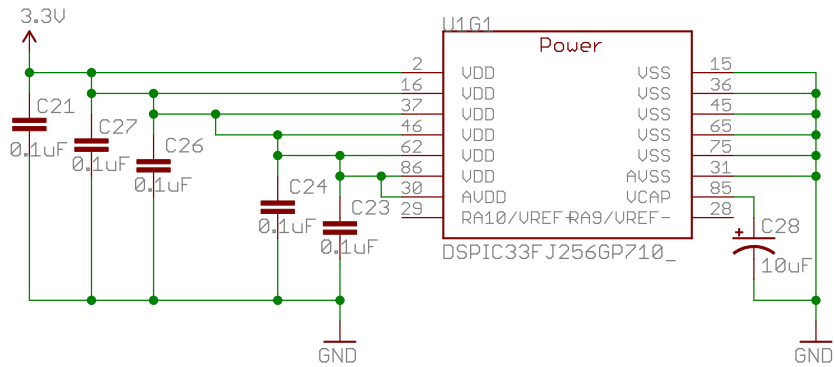 3.3V
U1G1
Power
2 VDD VSS 15
16 VDD VSS 36
37 VDD VSS 45
46 VDD VSS 65
62 VDD VSS 75
86 VDD AVSS 31
30 AVDD VCAP 85
29 RA10/VREF+ RA9/VREF- 28
C21
0.1uF
C27
0.1uF
C26
0.1uF
C24
0.1uF
C23
0.1uF
DSPIC33FJ256GP710_
+ C28
10uF
GND
GND